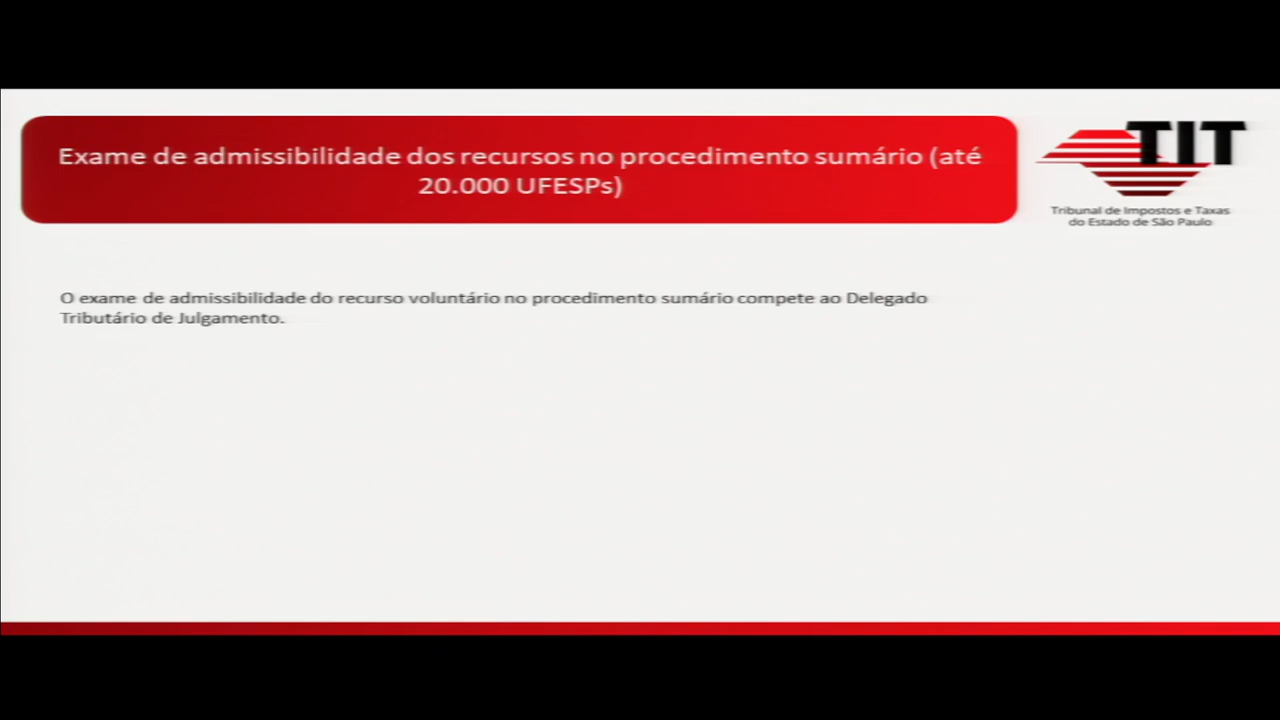 Exame de admissibilidade dos recursos no procedimento sumário (até
20.000 UFESPs)
TIT
Tribunal de Impostos e Taxas
do Estado de São Paulo
O exame de admissibilidade do recurso voluntário no procedimento sumário compete ao Delegado
Tributário de Julgamento.